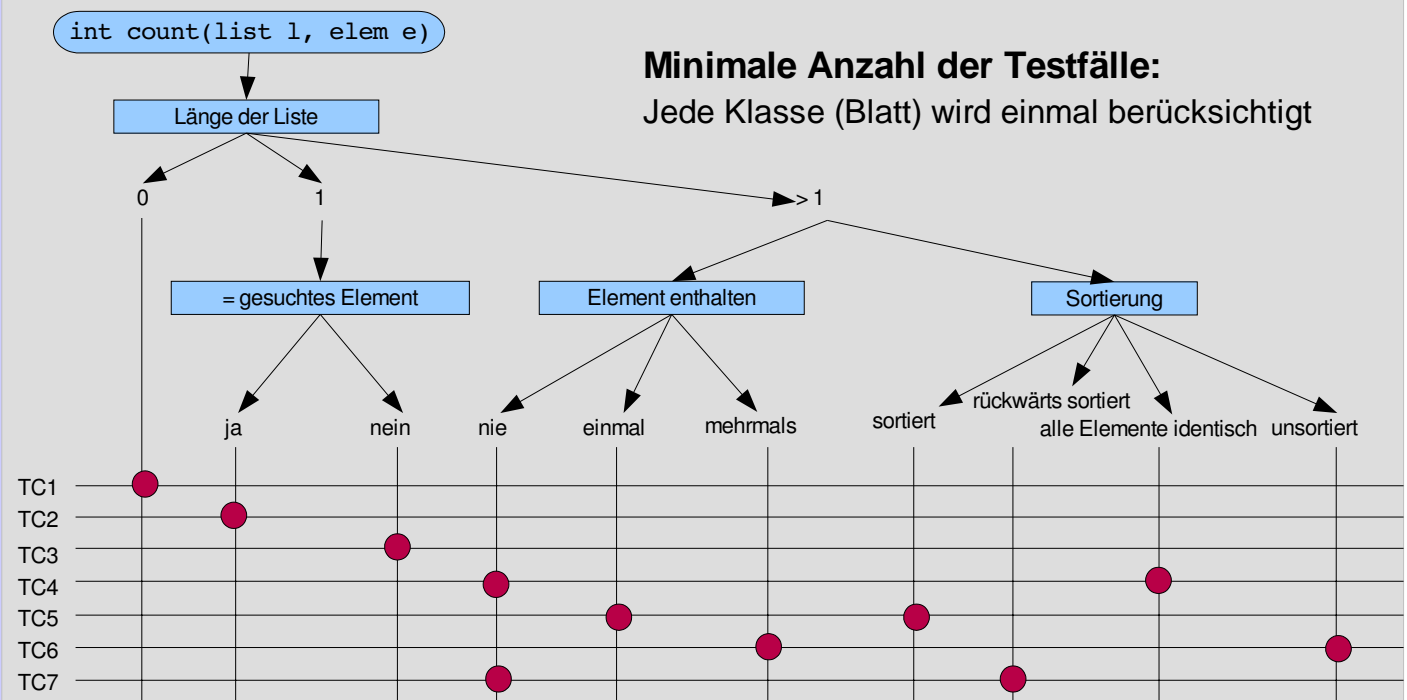 int count(list l, elem e)
Minimale Anzahl der Testfälle:
Jede Klasse (Blatt) wird einmal berücksichtigt
Länge der Liste
0
1
> 1
= gesuchtes Element
Element enthalten
Sortierung
ja
nein
nie
einmal
mehrmals
sortiert
rückwärts sortiert
alle Elemente identisch
unsortiert
TC1
TC2
TC3
TC4
TC5
TC6
TC7